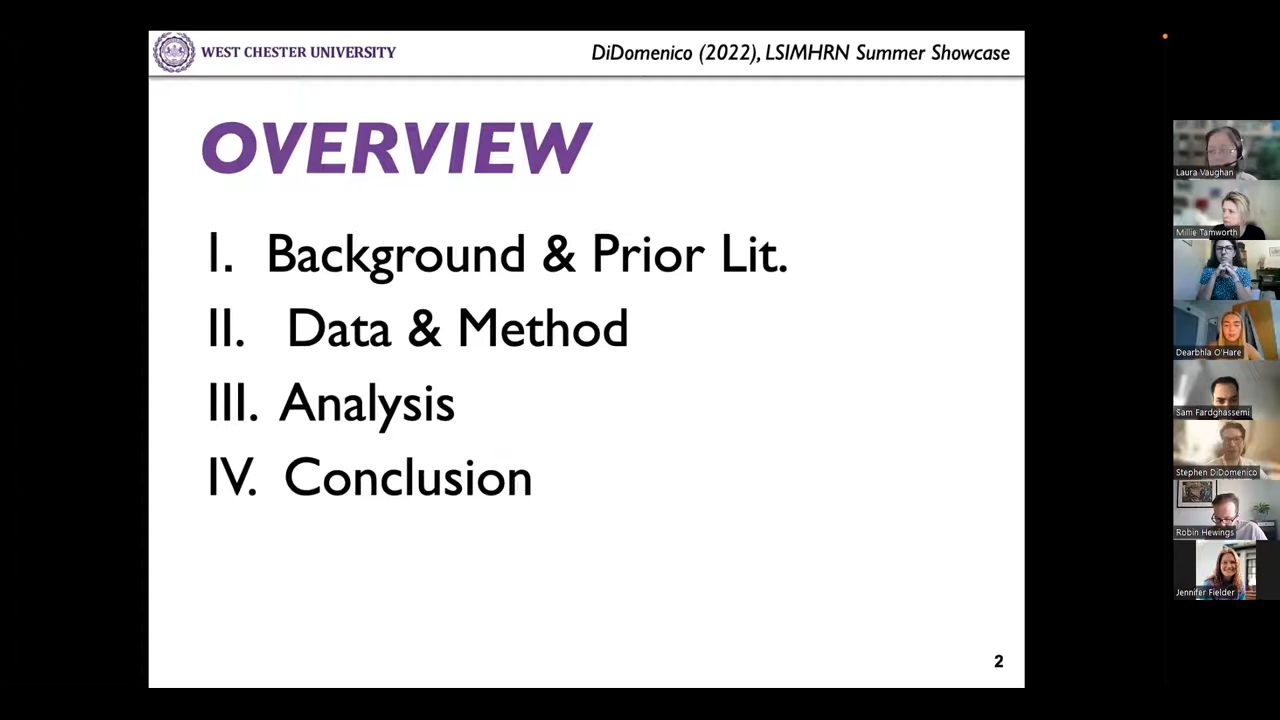 WEST CHESTER UNIVERSITY
DiDomenico (2022), LSIMHRN Summer Showcase
OVERVIEW
I. Background & Prior Lit.
II. Data & Method
III. Analysis
IV. Conclusion
2
Laura Vaughan
Millie Tamworth
Dearbhla O'Hare
Sam Fardghassemi
Stephen DiDomenico
Robin Hewings
Jennifer Fielder